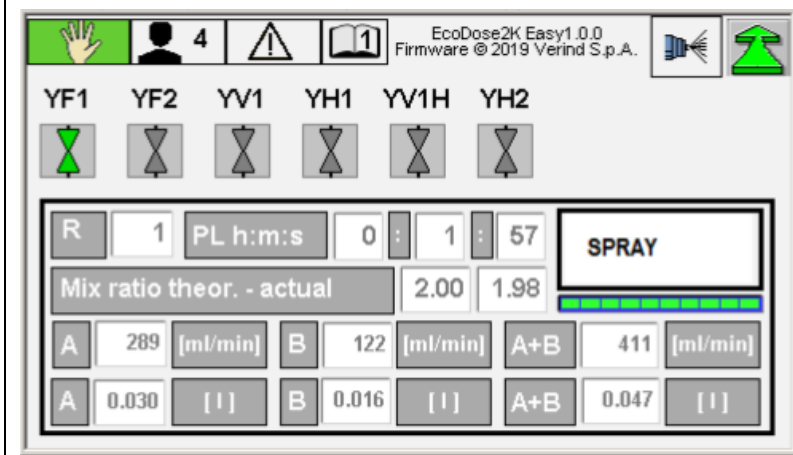 4 1 EcoDose2K Easy1.0.0
Firmware © 2019 Verind S.p.A.
YF1 YF2 YV1 YH1 YV1H YH2
R 1 PL h:m:s 0 : 1 : 57 SPRAY
Mix ratio theor. - actual 2.00 1.98
A 289 [ml/min] B 122 [ml/min] A+B 411 [ml/min]
A 0.030 [l] B 0.016 [l] A+B 0.047 [l]